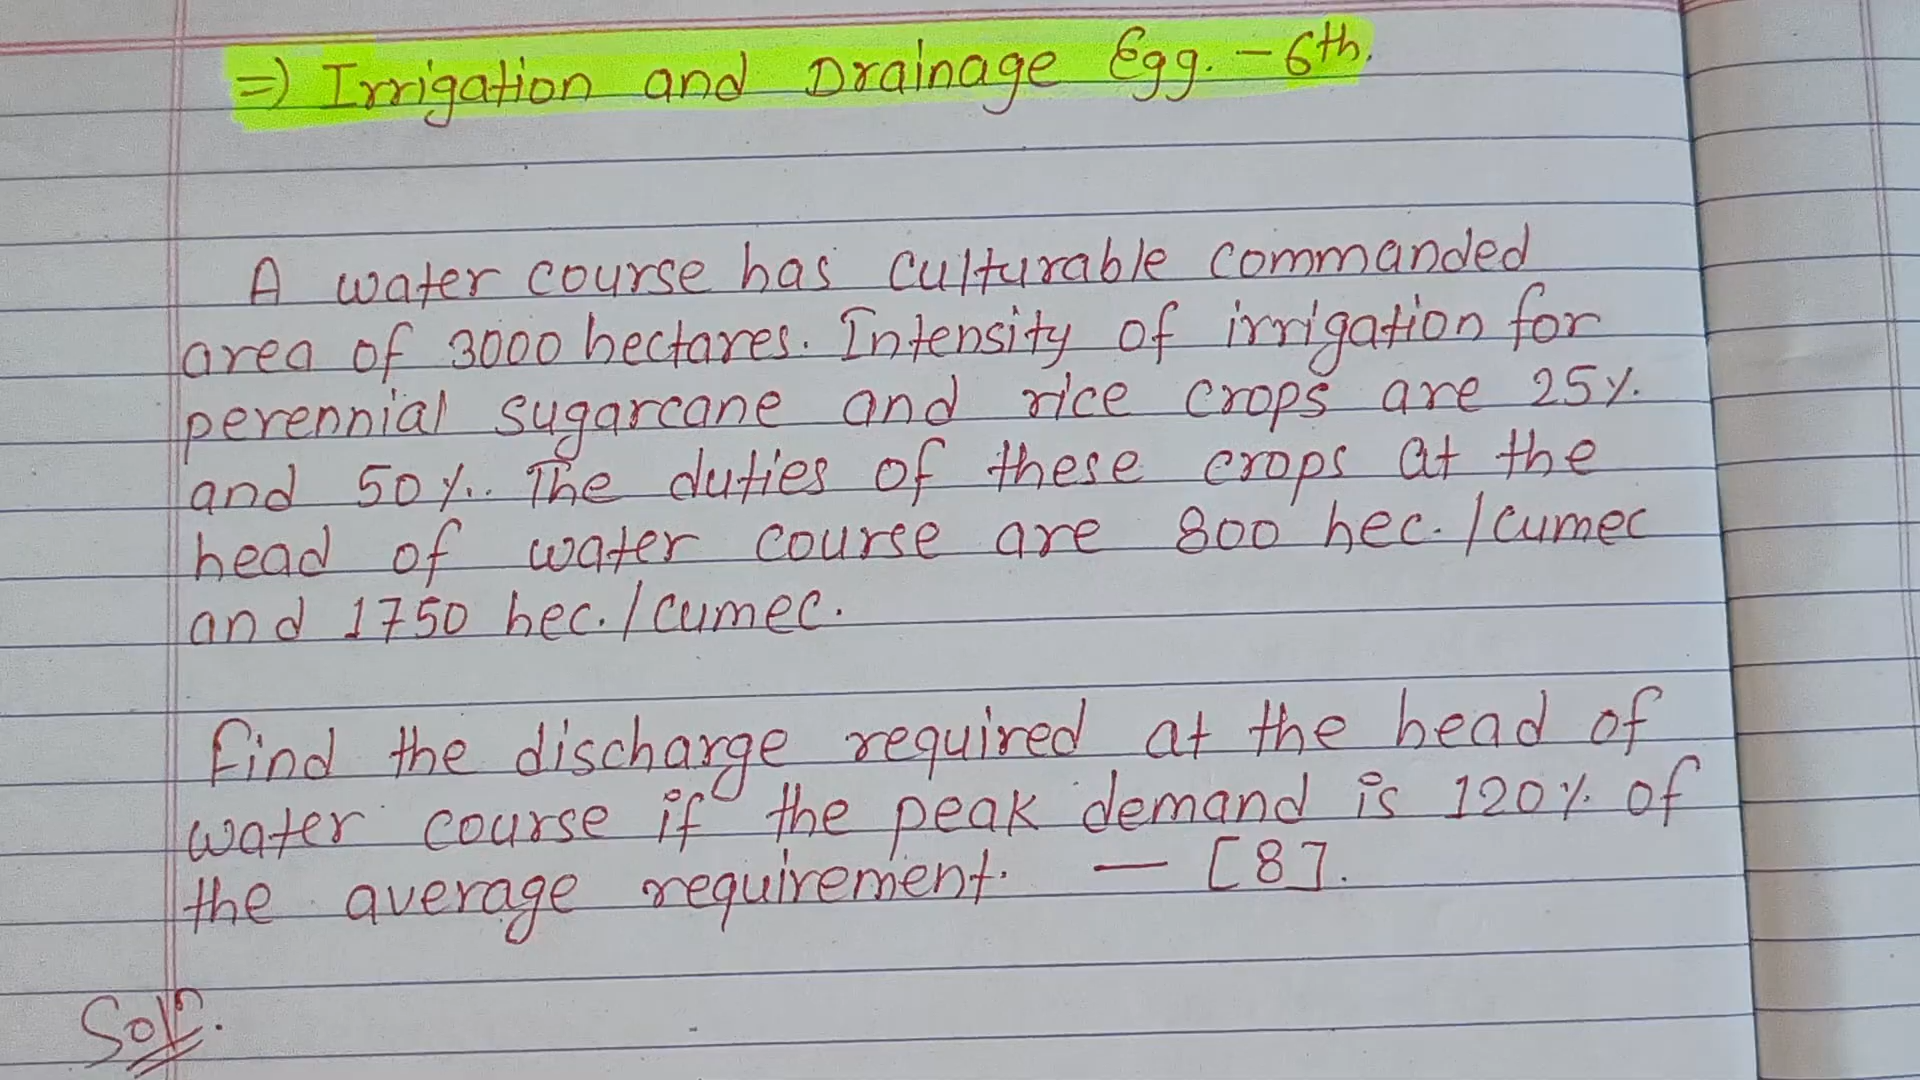 =) Irrigation and Drainage Egg. - 6th.
A water course has culturable commanded
area of 3000 hectares. Intensity of irrigation for
perennial sugarcane and rice crops are 25%.
and 50%.. The duties of these crops at the
head of water course are 800 hec./cumec
and 1750 hec./cumec.
Find the discharge required at the head of
water course if the peak demand is 120% of
the average requirement. — [8].
Soln.